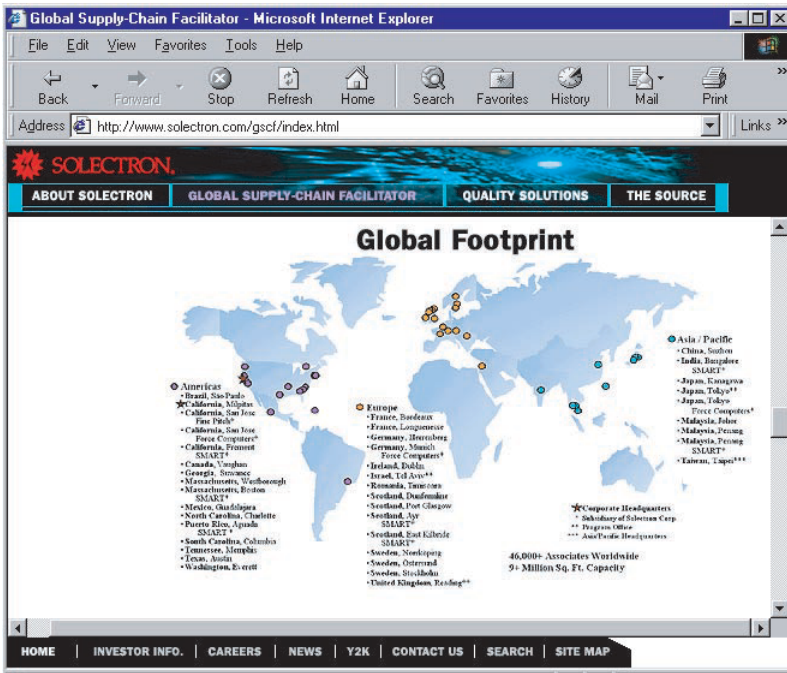 Global Supply-Chain Facilitator - Microsoft Internet Explorer
File Edit View Favorites Tools Help
Back Forward Stop Refresh Home Search Favorites History Mail Print »
Address http://www.solectron.com/gscf/index.html Links »
SOLECTRON.
ABOUT SOLECTRON GLOBAL SUPPLY-CHAIN FACILITATOR QUALITY SOLUTIONS THE SOURCE
Global Footprint
Americas
• Brazil, São Paulo
California, Milpitas
• California, San Jose
Fine Pitch*
• California, San Jose
Force Computers*
• California, Fremont
SMART*
• Canada, Vaughan
• Georgia, Suwanee
• Massachusetts, Westborough
• Massachusetts, Boston
SMART*
• Mexico, Guadalajara
• North Carolina, Charlotte
• Puerto Rico, Aguada
SMART *
• South Carolina, Columbia
• Tennessee, Memphis
• Texas, Austin
• Washington, Everett
Europe
• France, Bordeaux
• France, Longuenesse
• Germany, Herrenberg
• Germany, Munich
Force Computers*
• Ireland, Dublin
• Israel, Tel Aviv**
• Romania, Timisoara
• Scotland, Dunfermline
• Scotland, Port Glasgow
• Scotland, Ayr
SMART*
• Scotland, East Kilbride
SMART*
• Sweden, Norrkoping
• Sweden, Ostersund
• Sweden, Stockholm
• United Kingdom, Reading**
Asia / Pacific
• China, Suzhou
• India, Bangalore
SMART*
• Japan, Kanagawa
• Japan, Tokyo**
• Japan, Tokyo
Force Computers*
• Malaysia, Johor
• Malaysia, Penang
• Malaysia, Penang
SMART*
• Taiwan, Taipei***
Corporate Headquarters
* Subsidiary of Solectron Corp
** Program Office
*** Asia/Pacific Headquarters
46,000+ Associates Worldwide
9+ Million Sq. Ft. Capacity
HOME | INVESTOR INFO. | CAREERS | NEWS | Y2K | CONTACT US | SEARCH | SITE MAP